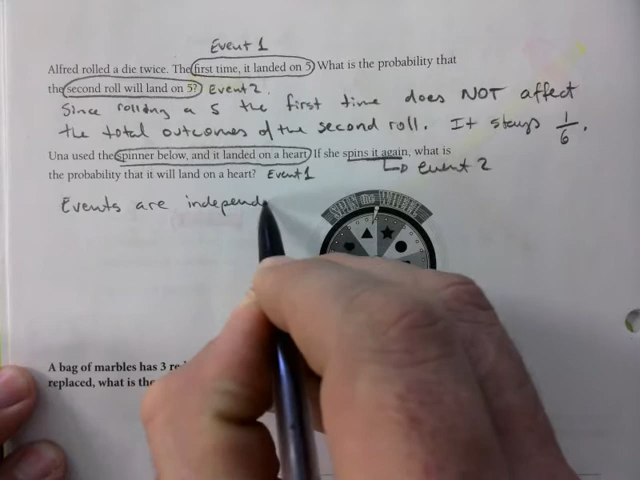 Event 1
Alfred rolled a die twice. The first time, it landed on 5. What is the probability that
the second roll will land on 5? Event 2.
Since rolling a 5 the first time does NOT affect
the total outcomes of the second roll. It stays 1/6.
Una used the spinner below, and it landed on a heart. If she spins it again, what is
the probability that it will land on a heart? Event 1 → event 2
Events are independ
SPIN the WHEEL
A bag of marbles has 3 re
replaced, what is the